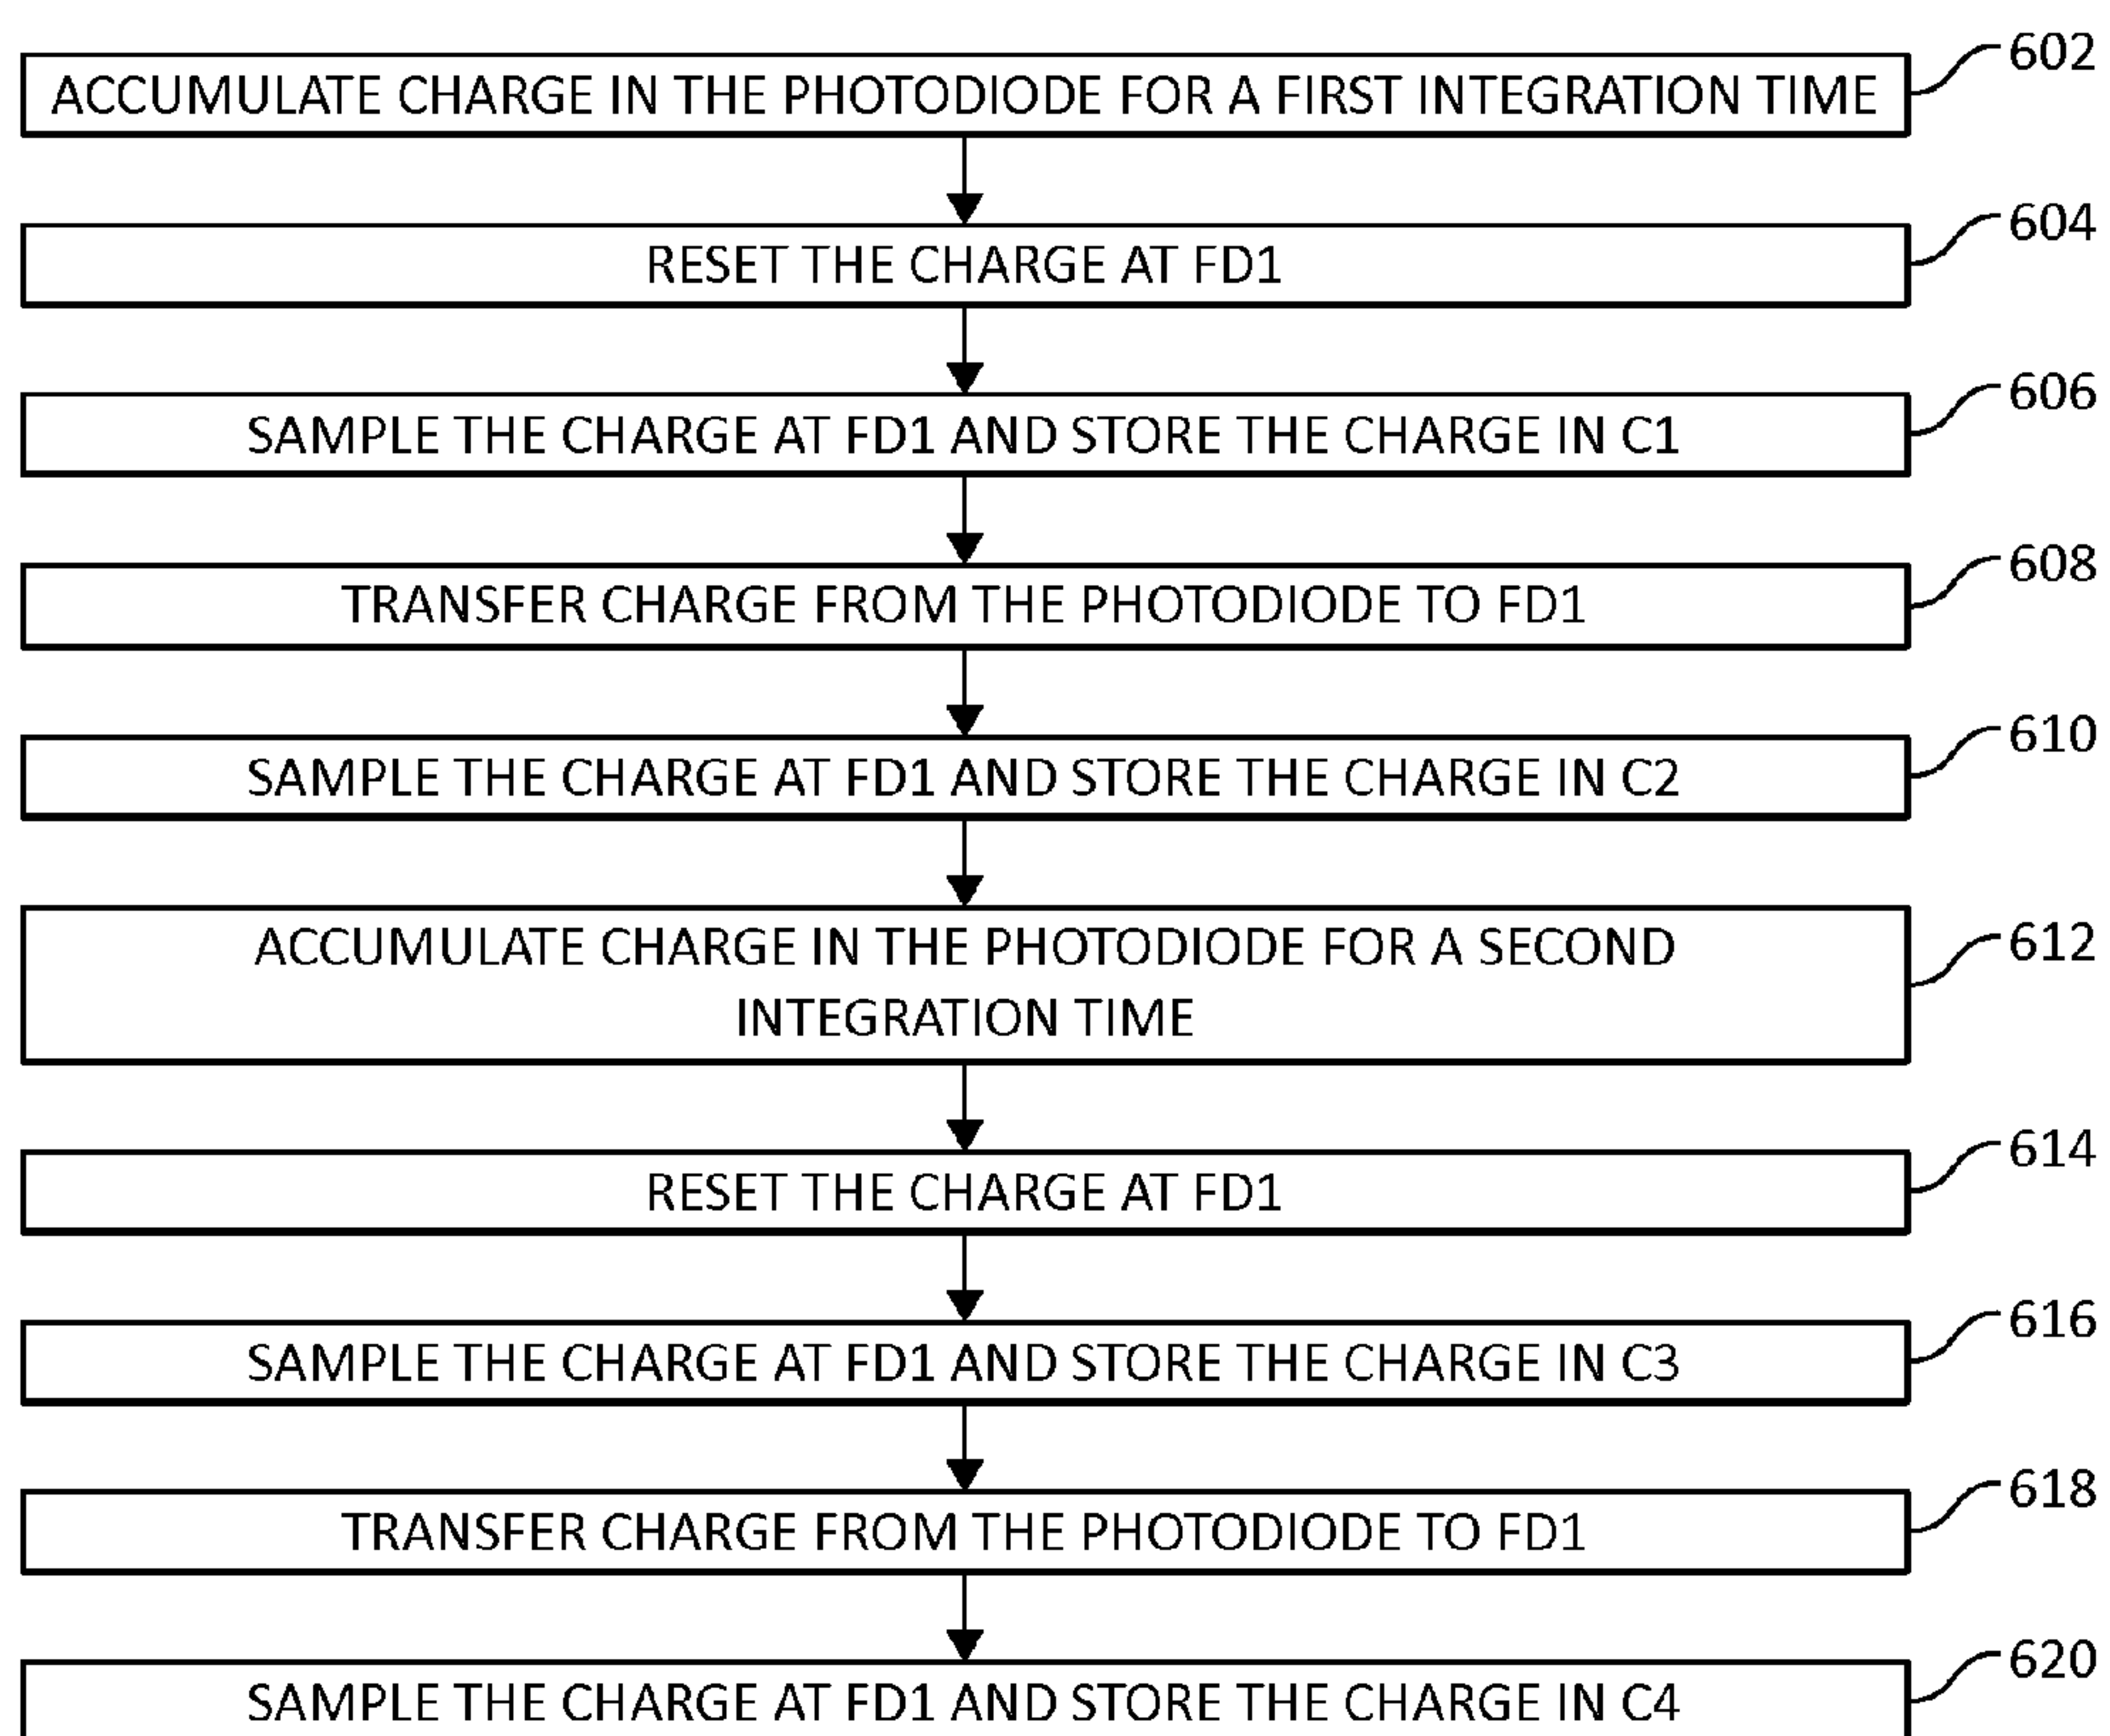 ACCUMULATE CHARGE IN THE PHOTODIODE FOR A FIRST INTEGRATION TIME
602
RESET THE CHARGE AT FD1
604
SAMPLE THE CHARGE AT FD1 AND STORE THE CHARGE IN C1
606
TRANSFER CHARGE FROM THE PHOTODIODE TO FD1
608
SAMPLE THE CHARGE AT FD1 AND STORE THE CHARGE IN C2
610
ACCUMULATE CHARGE IN THE PHOTODIODE FOR A SECOND
INTEGRATION TIME
612
RESET THE CHARGE AT FD1
614
SAMPLE THE CHARGE AT FD1 AND STORE THE CHARGE IN C3
616
TRANSFER CHARGE FROM THE PHOTODIODE TO FD1
618
SAMPLE THE CHARGE AT FD1 AND STORE THE CHARGE IN C4
620